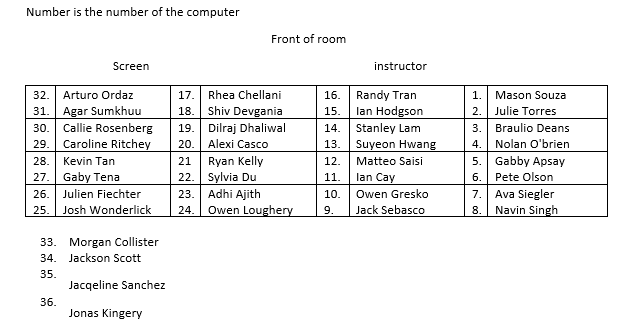 Number is the number of the computer
Front of room
Screen instructor
32. Arturo Ordaz 17. Rhea Chellani 16. Randy Tran 1. Mason Souza
31. Agar Sumkhuu 18. Shiv Devgania 15. Ian Hodgson 2. Julie Torres
30. Callie Rosenberg 19. Dilraj Dhaliwal 14. Stanley Lam 3. Braulio Deans
29. Caroline Ritchey 20. Alexi Casco 13. Suyeon Hwang 4. Nolan O'brien
28. Kevin Tan 21 Ryan Kelly 12. Matteo Saisi 5. Gabby Apsay
27. Gaby Tena 22. Sylvia Du 11. Ian Cay 6. Pete Olson
26. Julien Fiechter 23. Adhi Ajith 10. Owen Gresko 7. Ava Siegler
25. Josh Wonderlick 24. Owen Loughery 9. Jack Sebasco 8. Navin Singh
33. Morgan Collister
34. Jackson Scott
35.
Jacqeline Sanchez
36.
Jonas Kingery